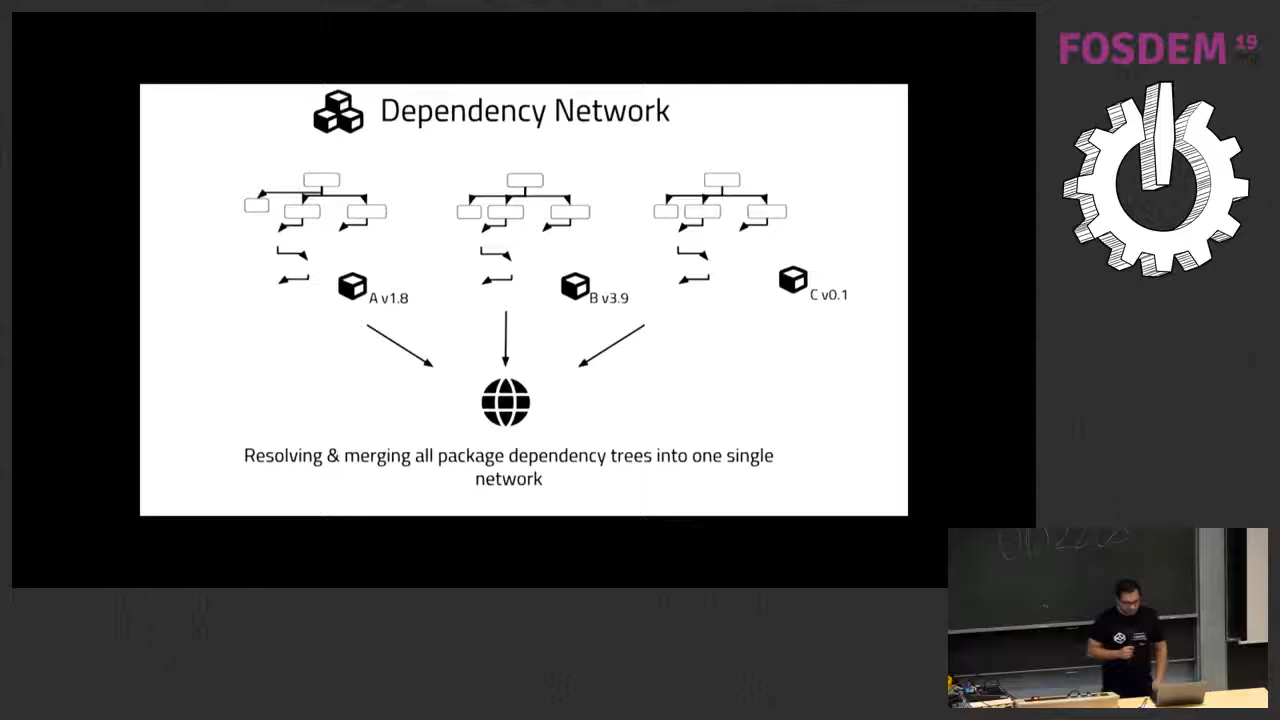 FOSDEM 19
Dependency Network
A v1.8
B v3.9
C v0.1
Resolving & merging all package dependency trees into one single
network